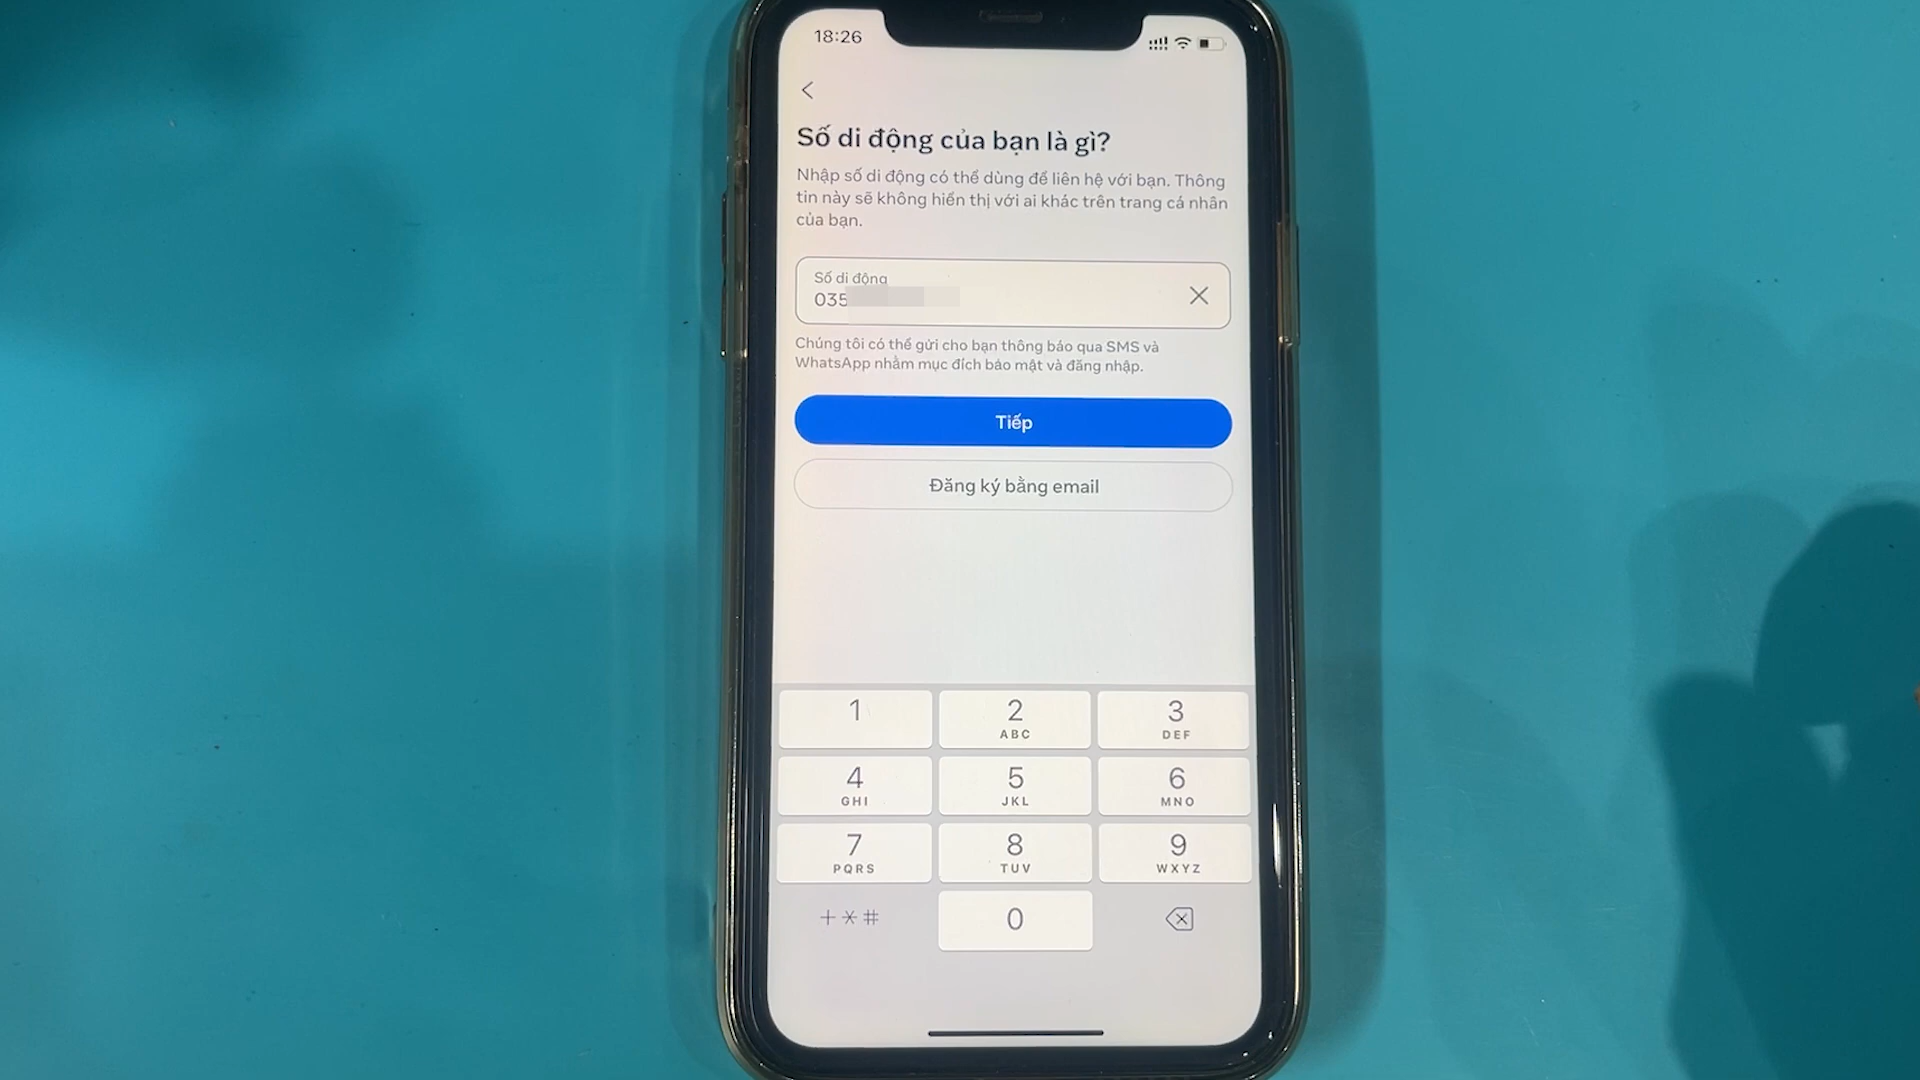 18:26
Số di động của bạn là gì?
Nhập số di động có thể dùng để liên hệ với bạn. Thông
tin này sẽ không hiển thị với ai khác trên trang cá nhân
của bạn.
Số di động
035
Chúng tôi có thể gửi cho bạn thông báo qua SMS và
WhatsApp nhằm mục đích bảo mật và đăng nhập.
Tiếp
Đăng ký bằng email
1 2 3
ABC DEF
4 5 6
GHI JKL MNO
7 8 9
PQRS TUV WXYZ
+*# 0